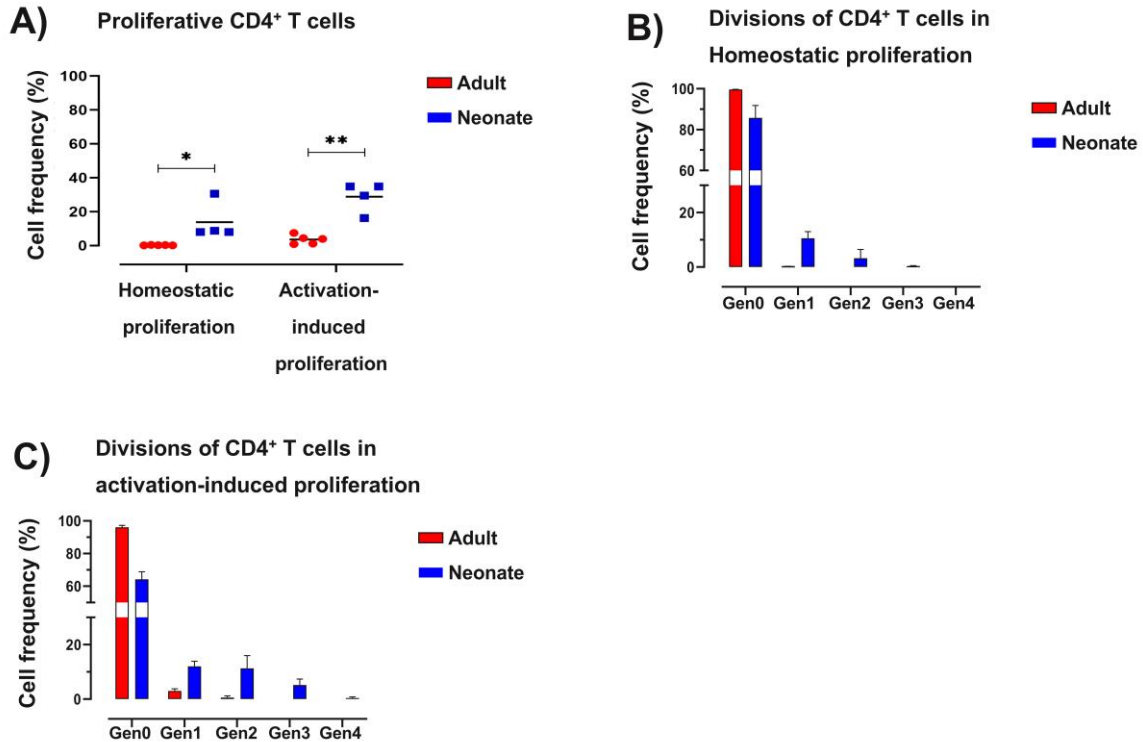 A) Proliferative CD4⁺ T cells
Cell frequency (%)
100
80
60
40
20
0
*
**
Adult
Neonate
Homeostatic
proliferation
Activation-
induced
proliferation
B) Divisions of CD4⁺ T cells in
Homeostatic proliferation
Cell frequency (%)
100
80
60
20
0
Gen0 Gen1 Gen2 Gen3 Gen4
Adult
Neonate
C) Divisions of CD4⁺ T cells in
activation-induced proliferation
Cell frequency (%)
100
80
60
20
0
Gen0 Gen1 Gen2 Gen3 Gen4
Adult
Neonate